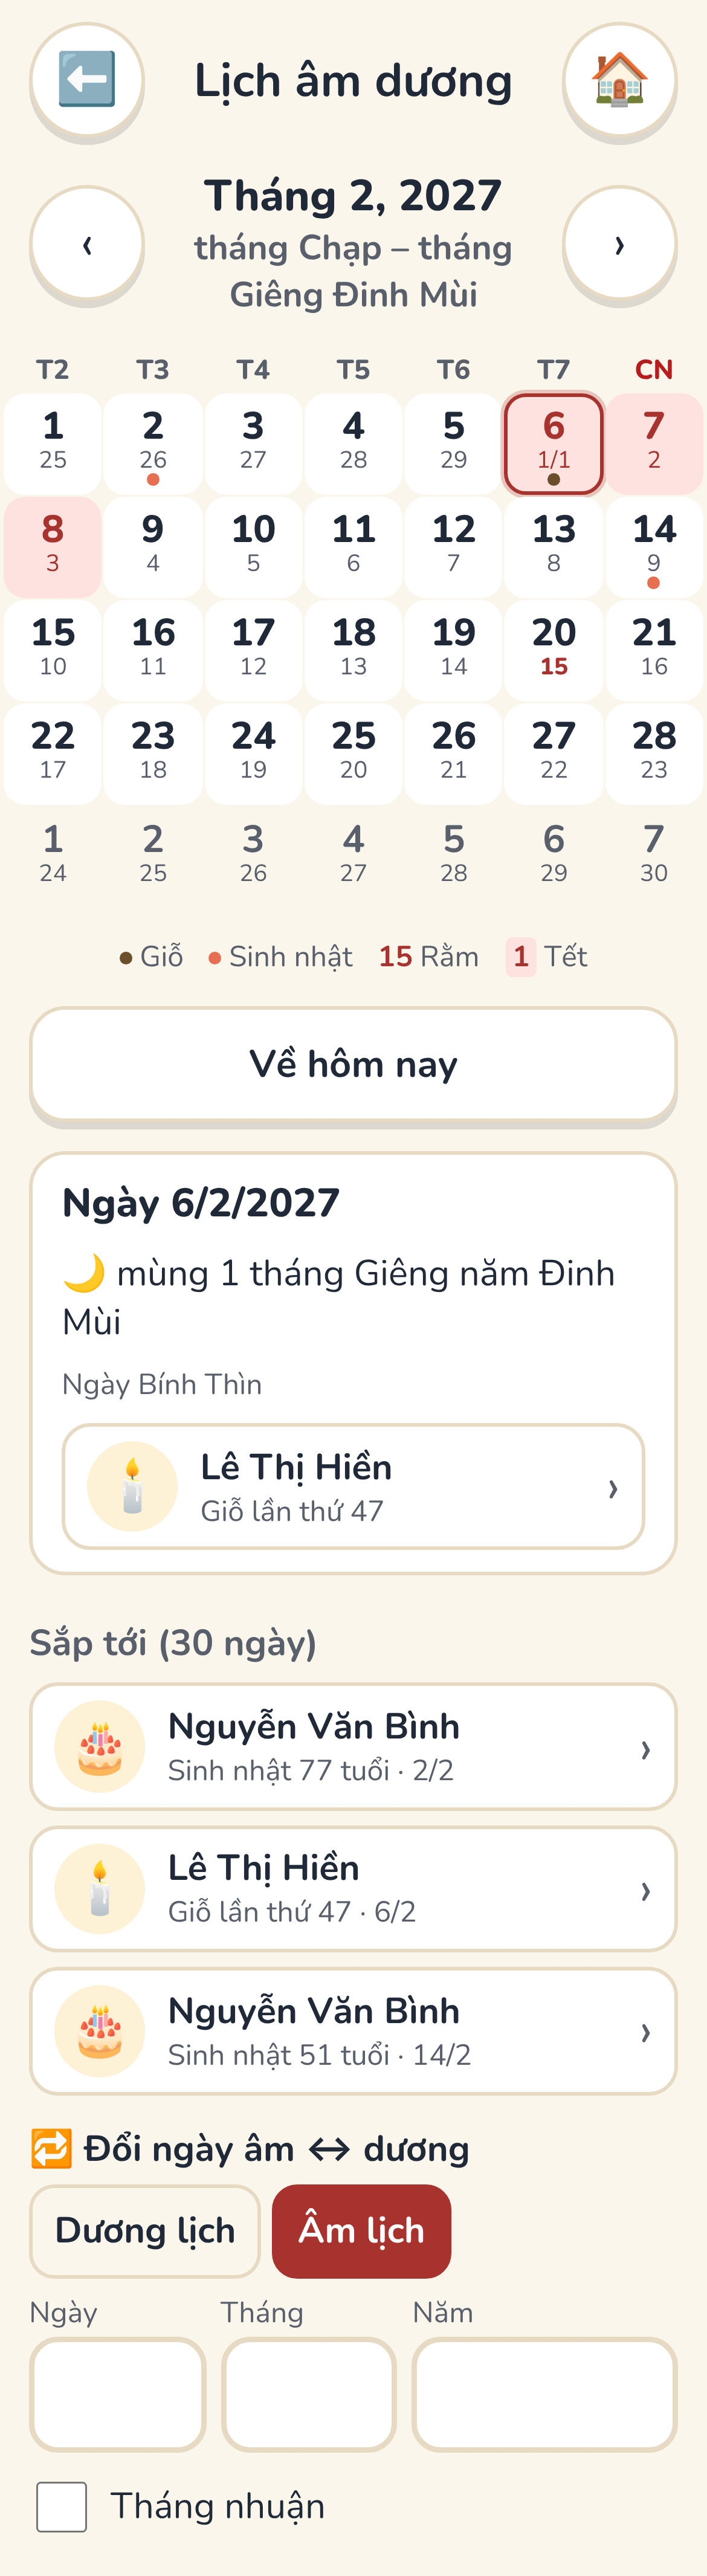 Lịch âm dương
‹ Tháng 2, 2027 ›
tháng Chạp – tháng
Giêng Đinh Mùi
T2 T3 T4 T5 T6 T7 CN
1 2 3 4 5 6 7
25 26 27 28 29 1/1 2
8 9 10 11 12 13 14
3 4 5 6 7 8 9
15 16 17 18 19 20 21
10 11 12 13 14 15 16
22 23 24 25 26 27 28
17 18 19 20 21 22 23
1 2 3 4 5 6 7
24 25 26 27 28 29 30
Giỗ Sinh nhật 15 Rằm 1 Tết
Về hôm nay
Ngày 6/2/2027
🌙 mùng 1 tháng Giêng năm Đinh
Mùi
Ngày Bính Thìn
Lê Thị Hiền
Giỗ lần thứ 47
Sắp tới (30 ngày)
Nguyễn Văn Bình
Sinh nhật 77 tuổi · 2/2
Lê Thị Hiền
Giỗ lần thứ 47 · 6/2
Nguyễn Văn Bình
Sinh nhật 51 tuổi · 14/2
🔁 Đổi ngày âm ↔ dương
Dương lịch Âm lịch
Ngày Tháng Năm
Tháng nhuận